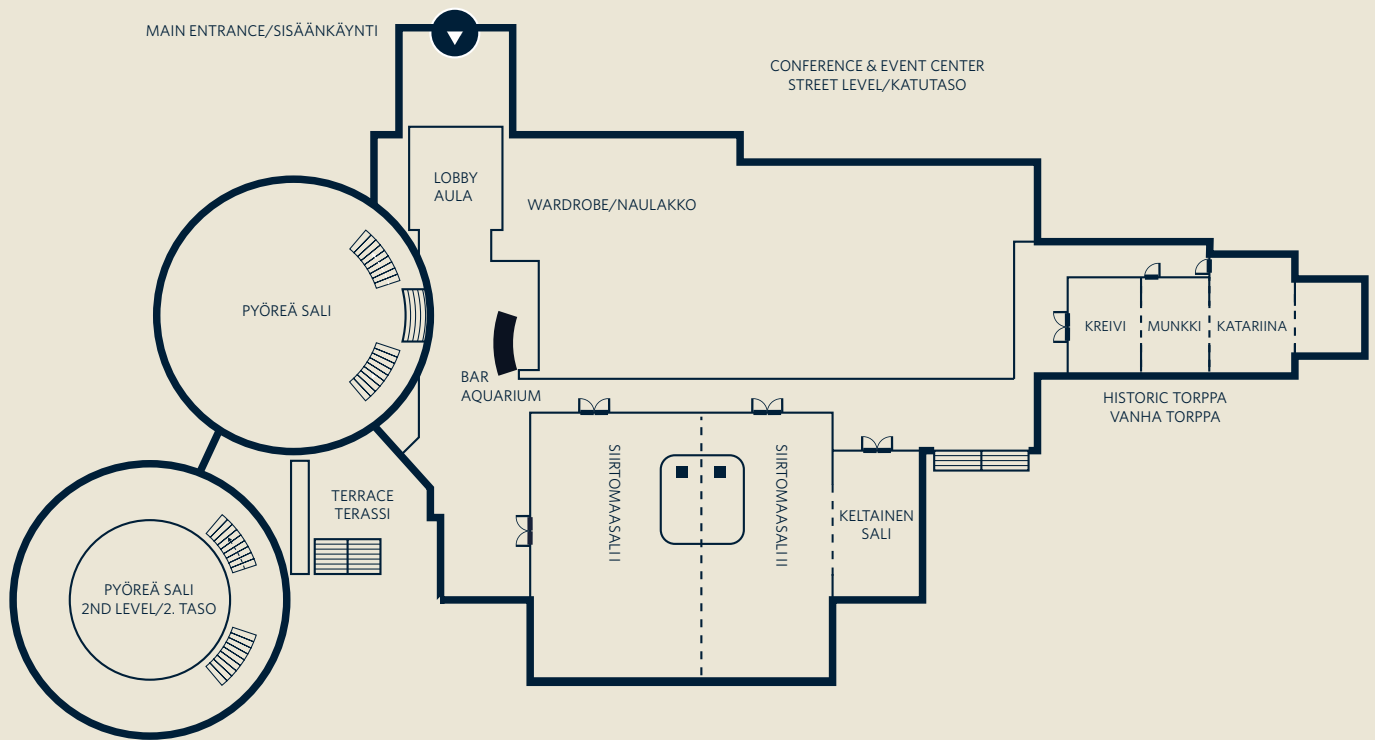 MAIN ENTRANCE/SISÄÄNKÄYNTI
CONFERENCE & EVENT CENTER
STREET LEVEL/KATUTASO
LOBBY
AULA
WARDROBE/NAULAKKO
PYÖREÄ SALI
KREIVI
MUNKKI
KATARIINA
BAR
AQUARIUM
HISTORIC TORPPA
VANHA TORPPA
SIIRTOMAASALI I
SIIRTOMAASALI II
TERRACE
TERASSI
KELTAINEN
SALI
PYÖREÄ SALI
2ND LEVEL/2. TASO